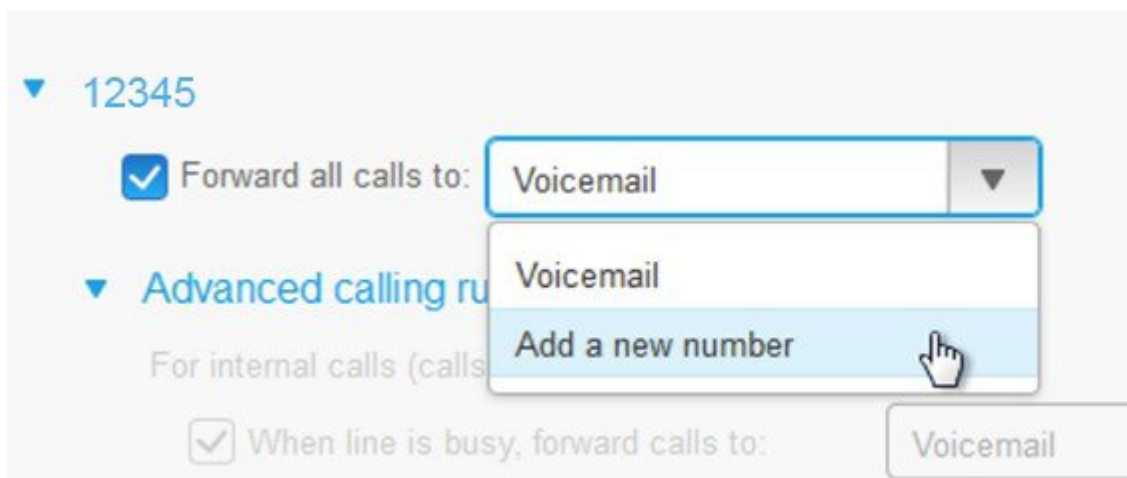 12345
Forward all calls to: Voicemail
Voicemail
Advanced calling ru
Add a new number
For internal calls (calls
When line is busy, forward calls to: Voicemail